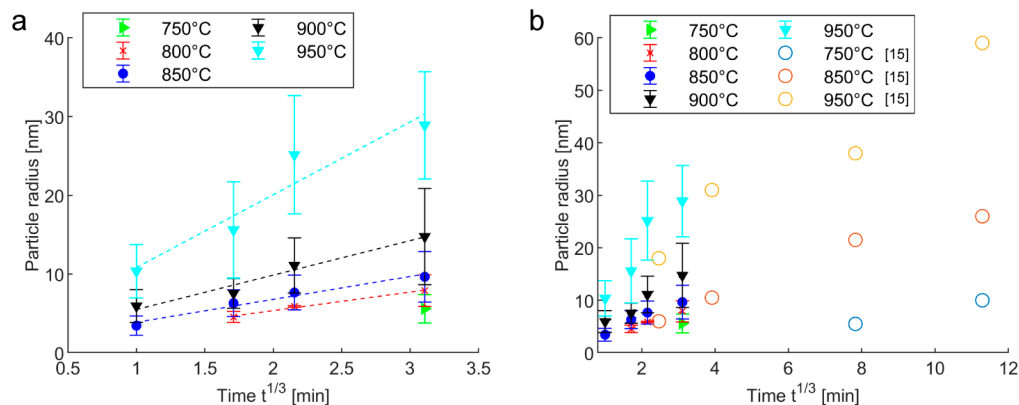 a
750°C 900°C
800°C 950°C
850°C
40
30
20
10
0
Particle radius [nm]
0.5 1 1.5 2 2.5 3 3.5
Time t^{1/3} [min]
b
750°C 950°C
800°C 750°C [15]
850°C 850°C [15]
900°C 950°C [15]
60
50
40
30
20
10
0
Particle radius [nm]
2 4 6 8 10 12
Time t^{1/3} [min]